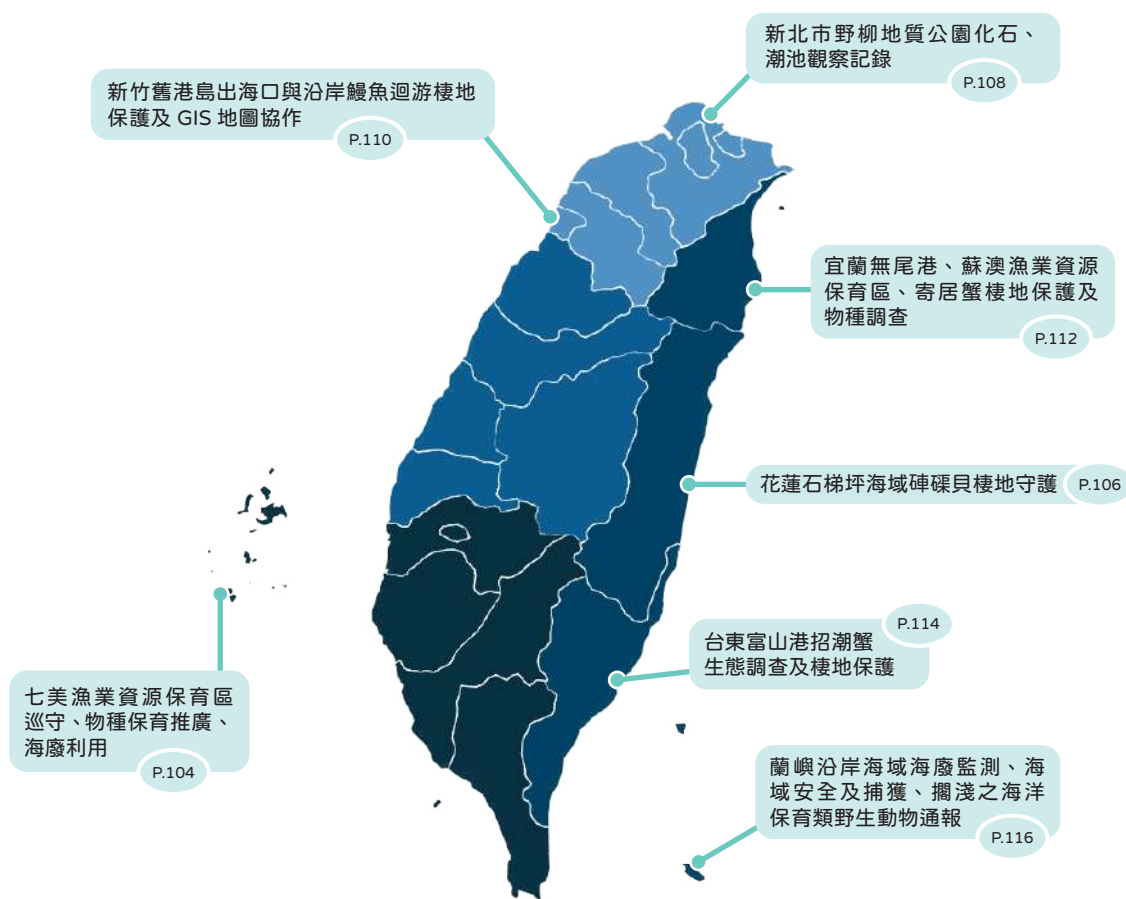 新北市野柳地質公園化石、
潮池觀察記錄
P.108
新竹舊港島出海口與沿岸鰻魚迴游棲地
保護及 GIS 地圖協作
P.110
宜蘭無尾港、蘇澳漁業資源
保育區、寄居蟹棲地保護及
物種調查
P.112
花蓮石梯坪海域硨磲貝棲地守護
P.106
台東富山港招潮蟹
生態調查及棲地保護
P.114
七美漁業資源保育區
巡守、物種保育推廣、
海廢利用
P.104
蘭嶼沿岸海域海廢監測、海
域安全及捕獲、擱淺之海洋
保育類野生動物通報
P.116